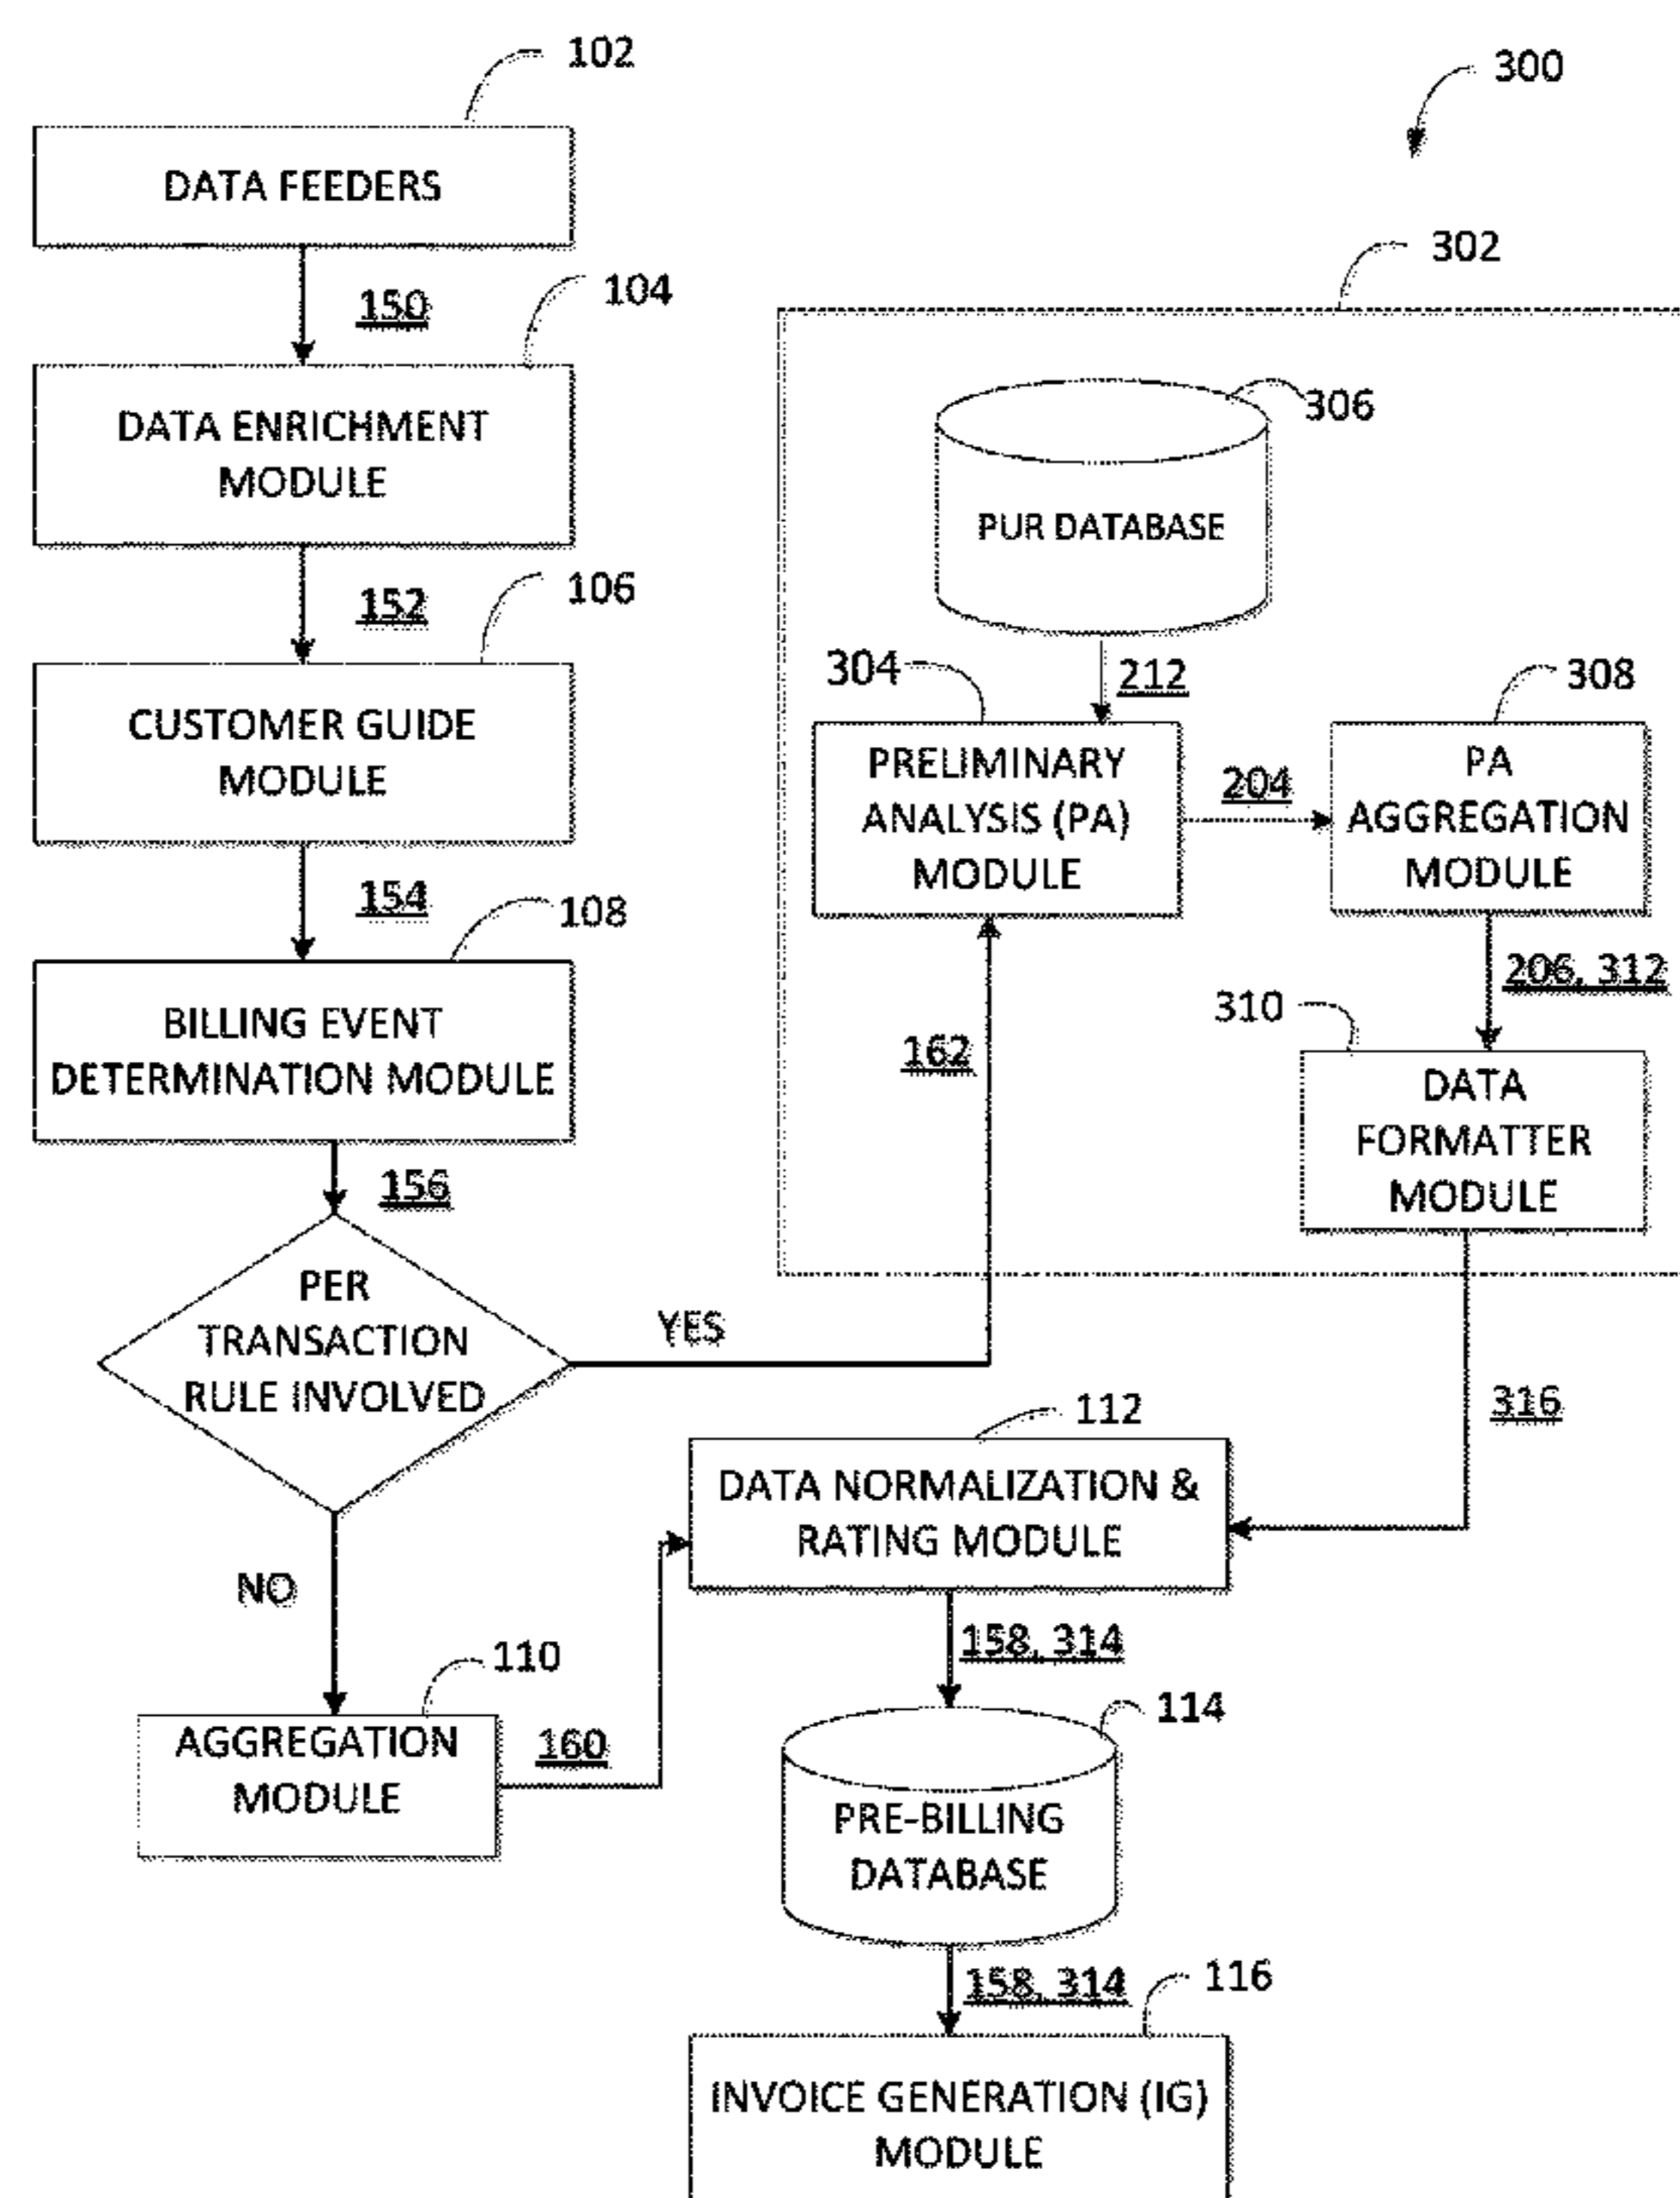 102
300
DATA FEEDERS
302
150
104
306
DATA ENRICHMENT
MODULE
PUR DATABASE
152
106
304
212
308
CUSTOMER GUIDE
MODULE
PRELIMINARY
ANALYSIS (PA)
MODULE
204
PA
AGGREGATION
MODULE
154
108
206, 312
310
BILLING EVENT
DETERMINATION MODULE
162
DATA
FORMATTER
MODULE
156
PER
TRANSACTION
RULE INVOLVED
YES
316
112
DATA NORMALIZATION &
RATING MODULE
NO
158, 314
110
114
AGGREGATION
MODULE
160
PRE-BILLING
DATABASE
158, 314
116
INVOICE GENERATION (IG)
MODULE